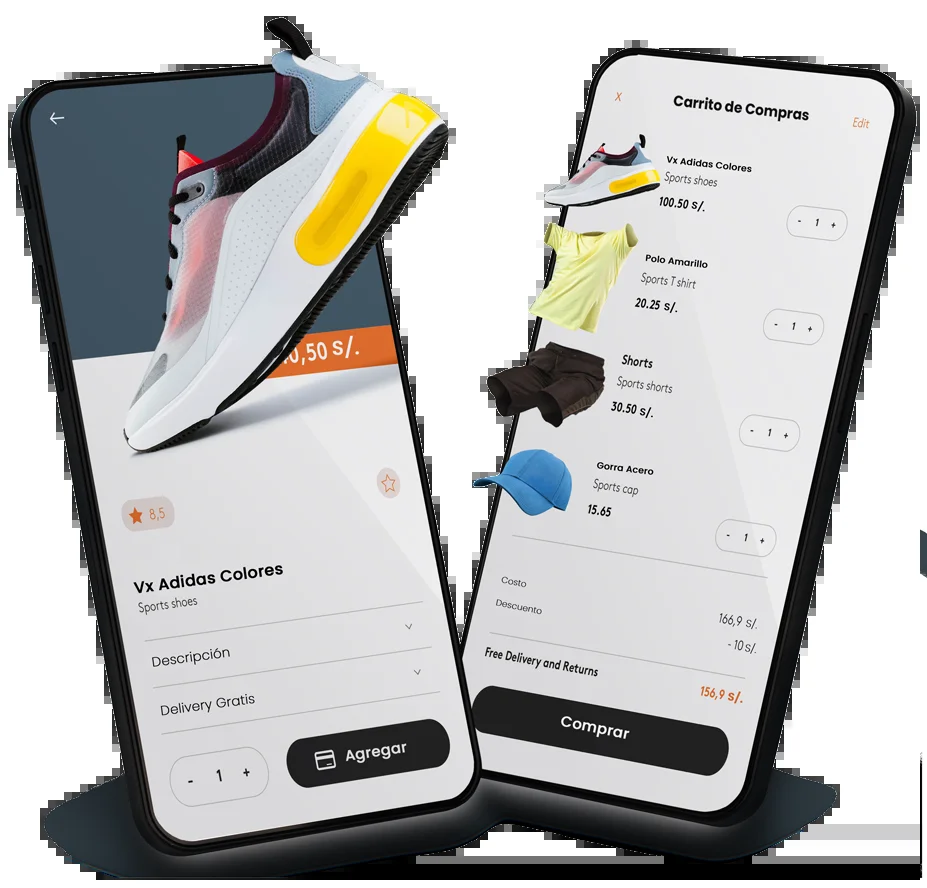 8,5
Vx Adidas Colores
Sports shoes
Descripción
Delivery Gratis
- 1 +
Agregar
X
Carrito de Compras
Edit
Vx Adidas Colores
Sports shoes
100.50 S/.
- 1 +
Polo Amarillo
Sports T shirt
20.25 S/.
- 1 +
Shorts
Sports shorts
30.50 S/.
- 1 +
Gorra Acero
Sports cap
15.65
- 1 +
Costo
166,9 S/.
Descuento
- 10 S/.
Free Delivery and Returns
156,9 S/.
Comprar